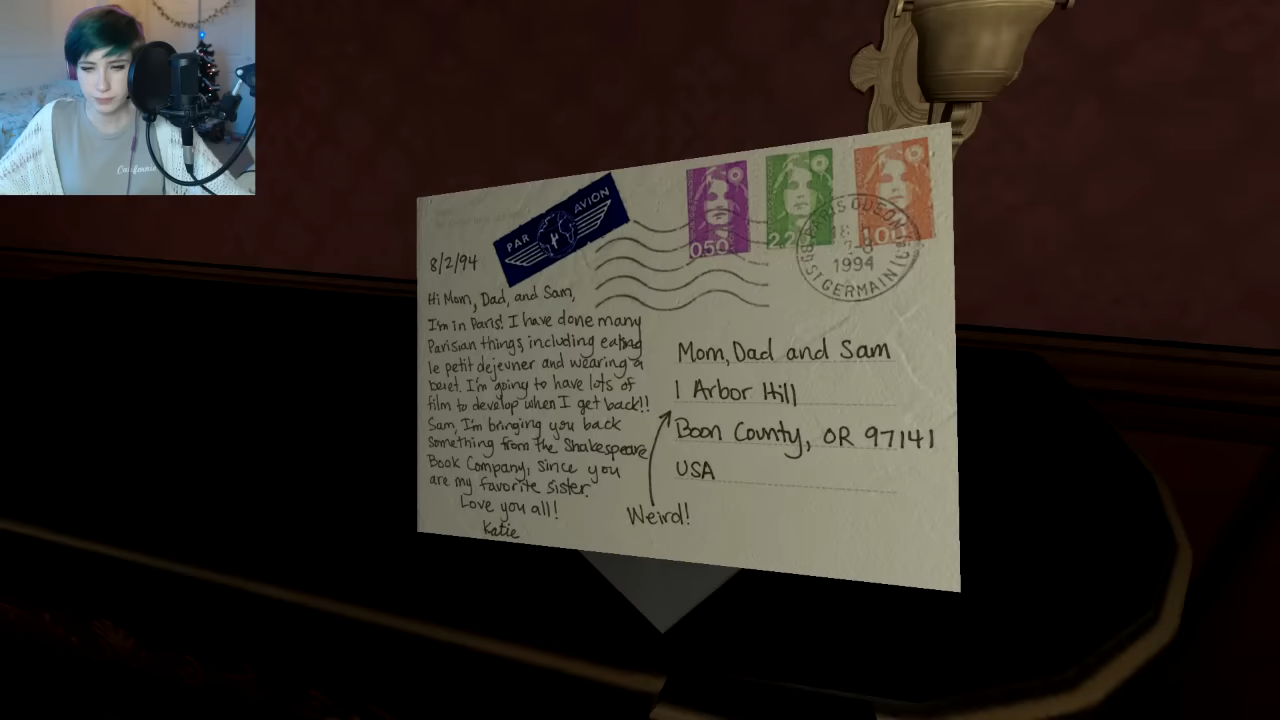 PAR AVION
0.50
2.2
1.0
1994
ST GERMAIN
8/2/94
Hi Mom, Dad, and Sam,
I'm in Paris! I have done many
Parisian things, including eating
le petit dejeuner and wearing a
beret. I'm going to have lots of
film to develop when I get back!!
Sam, I'm bringing you back
something from the Shakespeare
Book Company, since you
are my favorite sister.
Love you all!
Katie
Mom, Dad and Sam
1 Arbor Hill
Boon County, OR 97141
USA
Weird!